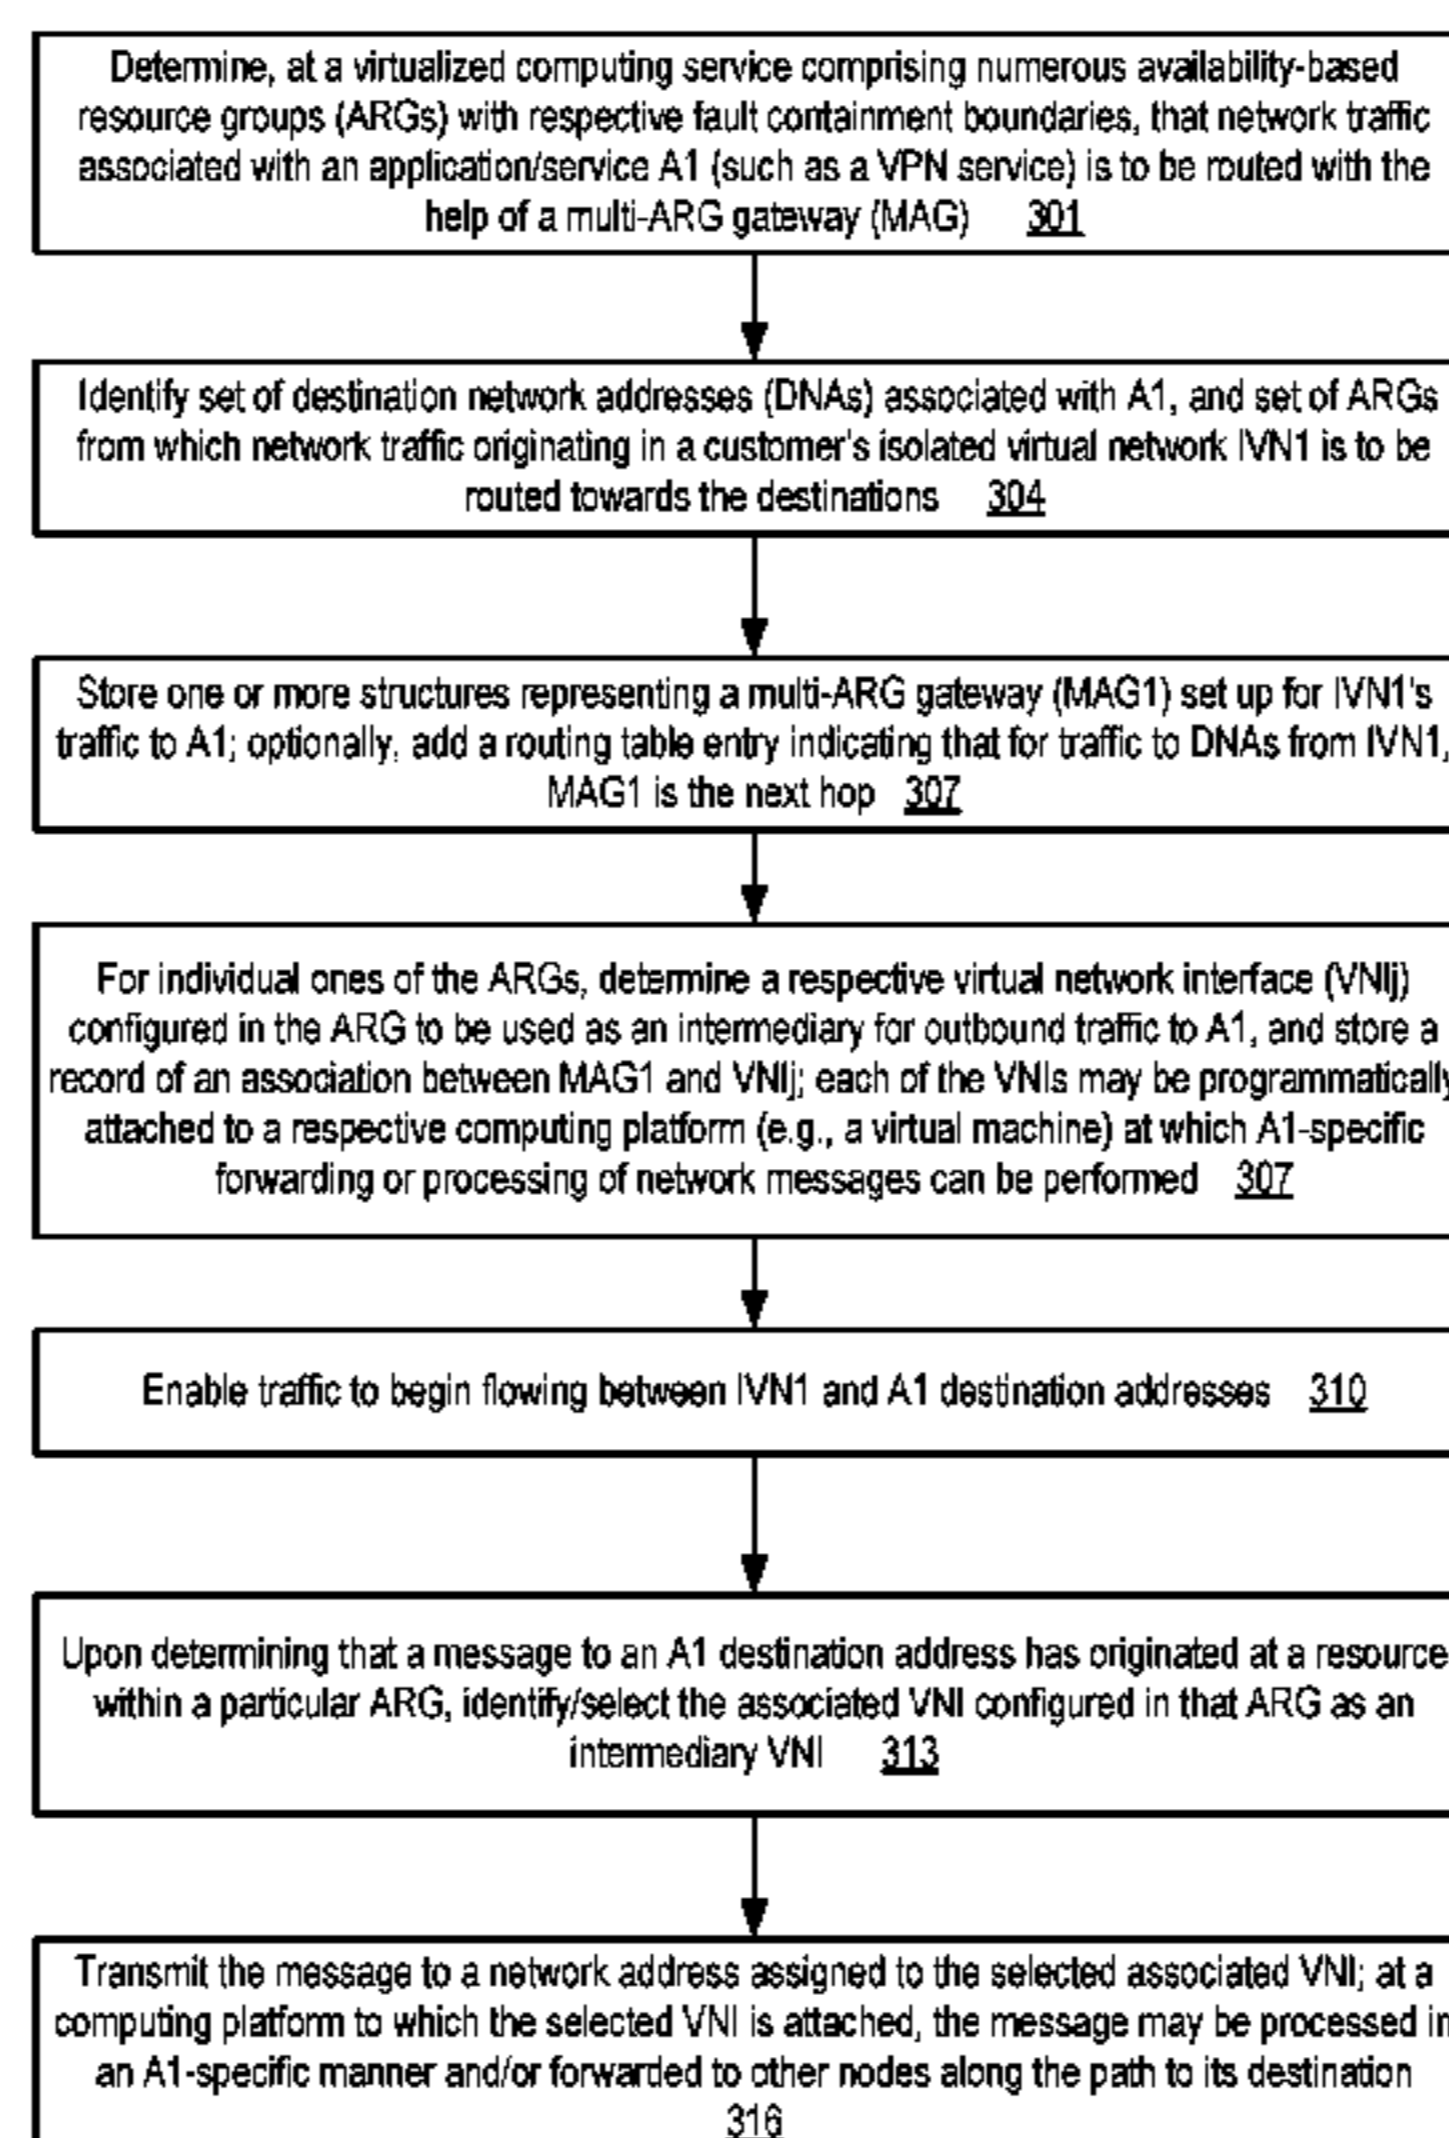 Determine, at a virtualized computing service comprising numerous availability-based
resource groups (ARGs) with respective fault containment boundaries, that network traffic
associated with an application/service A1 (such as a VPN service) is to be routed with the
help of a multi-ARG gateway (MAG) 301
Identify set of destination network addresses (DNAs) associated with A1, and set of ARGs
from which network traffic originating in a customer's isolated virtual network IVN1 is to be
routed towards the destinations 304
Store one or more structures representing a multi-ARG gateway (MAG1) set up for IVN1's
traffic to A1; optionally, add a routing table entry indicating that for traffic to DNAs from IVN1,
MAG1 is the next hop 307
For individual ones of the ARGs, determine a respective virtual network interface (VNIj)
configured in the ARG to be used as an intermediary for outbound traffic to A1, and store a
record of an association between MAG1 and VNIj; each of the VNIs may be programmatically
attached to a respective computing platform (e.g., a virtual machine) at which A1-specific
forwarding or processing of network messages can be performed 307
Enable traffic to begin flowing between IVN1 and A1 destination addresses 310
Upon determining that a message to an A1 destination address has originated at a resource
within a particular ARG, identify/select the associated VNI configured in that ARG as an
intermediary VNI 313
Transmit the message to a network address assigned to the selected associated VNI; at a
computing platform to which the selected VNI is attached, the message may be processed in
an A1-specific manner and/or forwarded to other nodes along the path to its destination
316